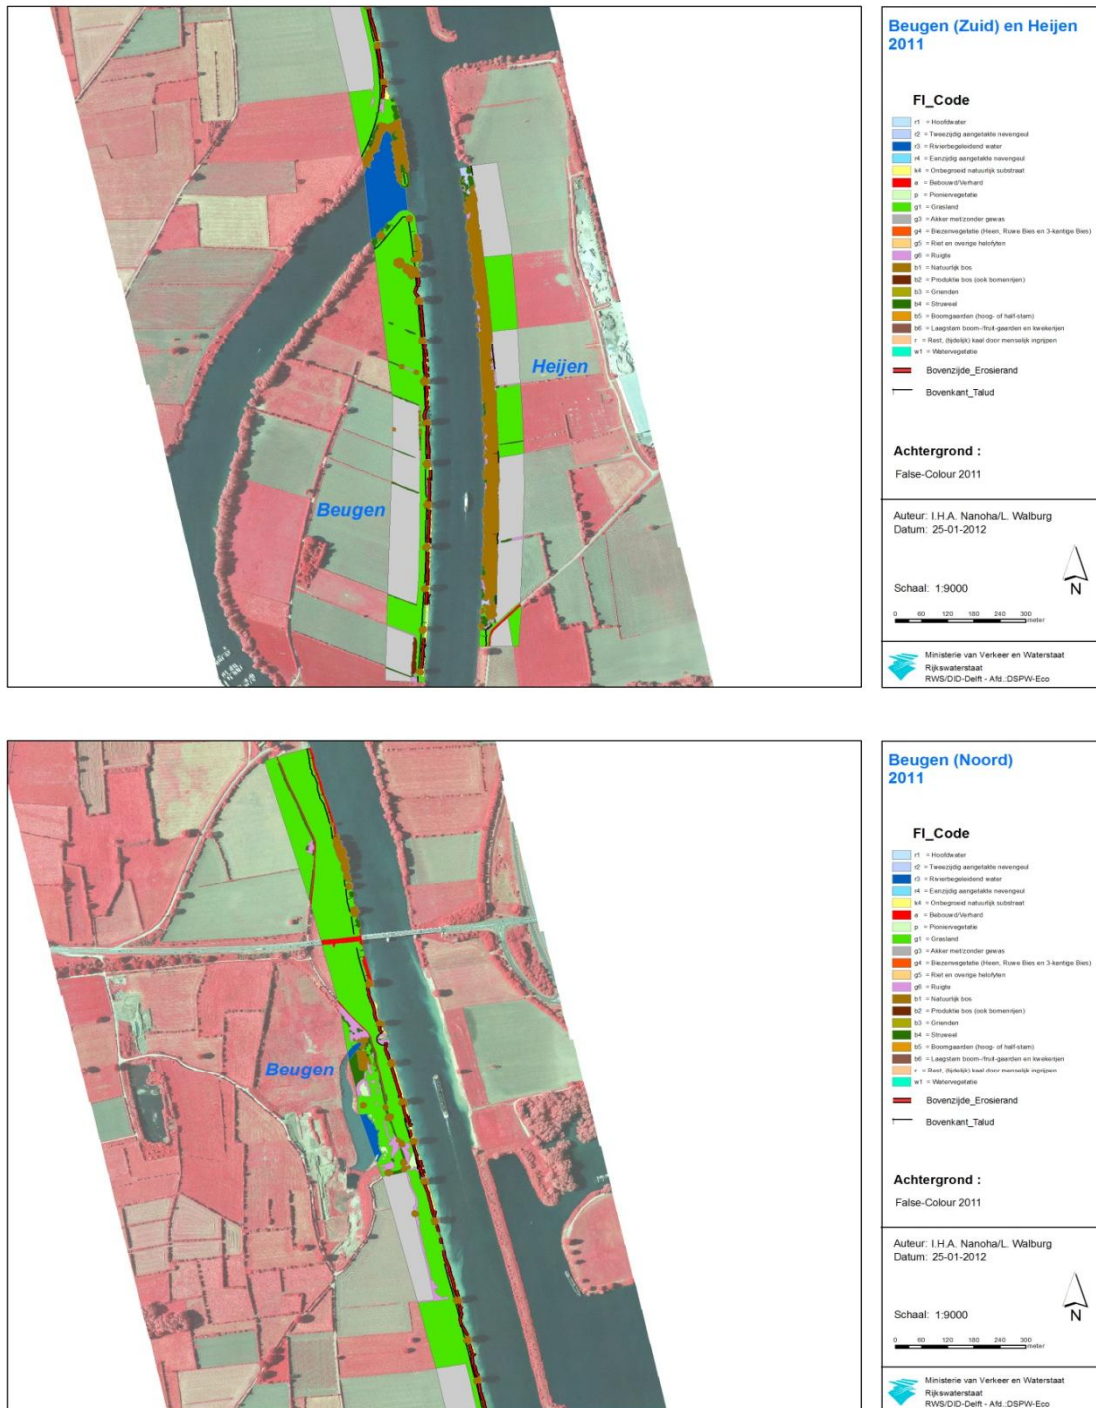 Beugen (Zuid) en Heijen
2011
FI_Code
r1 = Hoofdwater
r2 = Tweezijdig aangetakte nevengeul
r3 = Rivierbegeleidend water
r4 = Eenzijdig aangetakte nevengeul
k4 = Onbegroeid natuurlijk substraat
a = Bebouwd/Verhard
p = Pioniervegetatie
g1 = Grasland
g3 = Akker met/zonder gewas
g4 = Biezenvegetatie (Heen, Ruwe Bies en 3-kantige Bies)
g5 = Riet en overige helofyten
g6 = Ruigte
b1 = Natuurlijk bos
b2 = Produktie bos (ook bomenrijen)
b3 = Grienden
b4 = Struweel
b5 = Boomgaarden (hoog- of half-stam)
b6 = Laagstam boom-/fruit-gaarden en kwekerijen
r = Rest, (tijdelijk) kaal door menselijk ingrijpen
w1 = Watervegetatie
Bovenzijde_Erosierand
Bovenkant_Talud
Heijen
Beugen
Achtergrond :
False-Colour 2011
Auteur: I.H.A. Nanoha/L. Walburg
Datum: 25-01-2012
Schaal: 1:9000
N
0 60 120 180 240 300
meter
Ministerie van Verkeer en Waterstaat
Rijkswaterstaat
RWS/DID-Delft - Afd.:DSPW-Eco
Beugen (Noord)
2011
FI_Code
r1 = Hoofdwater
r2 = Tweezijdig aangetakte nevengeul
r3 = Rivierbegeleidend water
r4 = Eenzijdig aangetakte nevengeul
k4 = Onbegroeid natuurlijk substraat
a = Bebouwd/Verhard
p = Pioniervegetatie
g1 = Grasland
g3 = Akker met/zonder gewas
g4 = Biezenvegetatie (Heen, Ruwe Bies en 3-kantige Bies)
g5 = Riet en overige helofyten
g6 = Ruigte
b1 = Natuurlijk bos
b2 = Produktie bos (ook bomenrijen)
b3 = Grienden
b4 = Struweel
b5 = Boomgaarden (hoog- of half-stam)
b6 = Laagstam boom-/fruit-gaarden en kwekerijen
r = Rest, (tijdelijk) kaal door menselijk ingrijpen
w1 = Watervegetatie
Bovenzijde_Erosierand
Bovenkant_Talud
Beugen
Achtergrond :
False-Colour 2011
Auteur: I.H.A. Nanoha/L. Walburg
Datum: 25-01-2012
Schaal: 1:9000
N
0 60 120 180 240 300
meter
Ministerie van Verkeer en Waterstaat
Rijkswaterstaat
RWS/DID-Delft - Afd.:DSPW-Eco